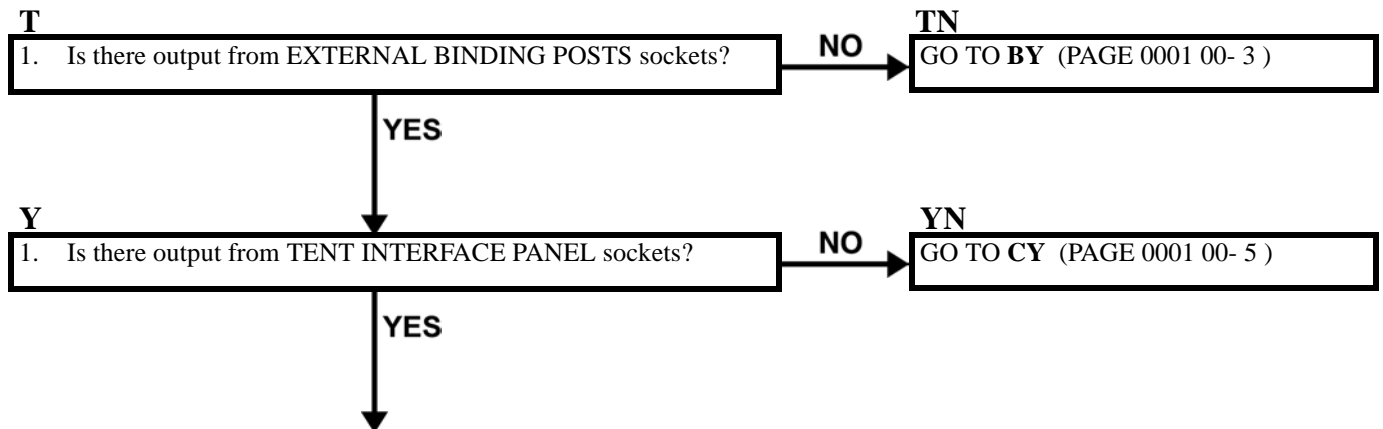 T
1. Is there output from EXTERNAL BINDING POSTS sockets?
NO
TN
GO TO BY (PAGE 0001 00- 3 )
YES
Y
1. Is there output from TENT INTERFACE PANEL sockets?
NO
YN
GO TO CY (PAGE 0001 00- 5 )
YES